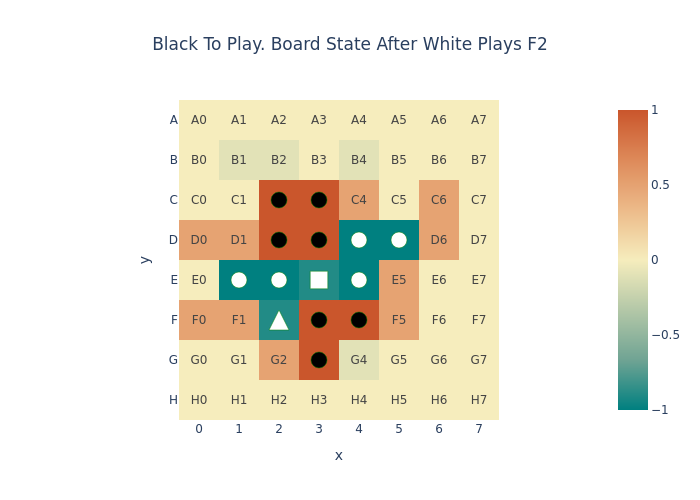 Black To Play. Board State After White Plays F2
A A0 A1 A2 A3 A4 A5 A6 A7
B B0 B1 B2 B3 B4 B5 B6 B7
C C0 C1 C4 C5 C6 C7
D D0 D1 D6 D7
E E0 E5 E6 E7
F F0 F1 F5 F6 F7
G G0 G1 G2 G4 G5 G6 G7
H H0 H1 H2 H3 H4 H5 H6 H7
0 1 2 3 4 5 6 7
x
y
1
0.5
0
−0.5
−1